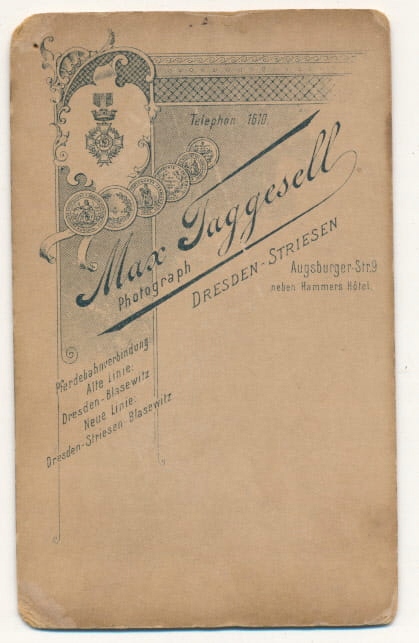 Telephon 1610.
Max Taggesell
Photograph
DRESDEN-STRIESEN
Augsburger-Str.9
neben Hammers Hôtel.
Pferdebahnverbindung
Alte Linie:
Dresden-Blasewitz
Neue Linie:
Dresden-Striesen-Blasewitz